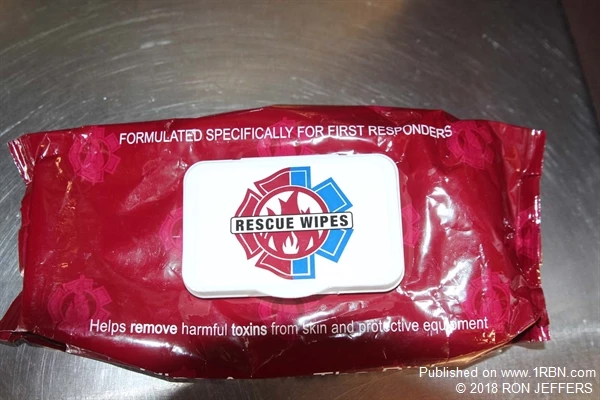 FORMULATED SPECIFICALLY FOR FIRST RESPONDERS
RESCUE WIPES
Helps remove harmful toxins from skin and protective equipment
Published on www.1RBN.com
© 2018 RON JEFFERS